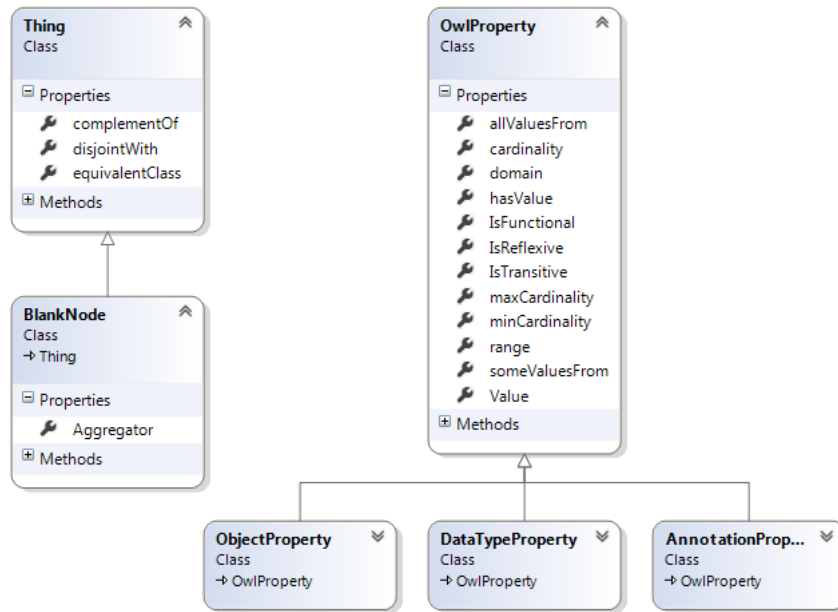 Thing
Class
Properties
complementOf
disjointWith
equivalentClass
Methods
BlankNode
Class
Thing
Properties
Aggregator
Methods
OwlProperty
Class
Properties
allValuesFrom
cardinality
domain
hasValue
IsFunctional
IsReflexive
IsTransitive
maxCardinality
minCardinality
range
someValuesFrom
Value
Methods
ObjectProperty
Class
OwlProperty
DataTypeProperty
Class
OwlProperty
AnnotationProp...
Class
OwlProperty